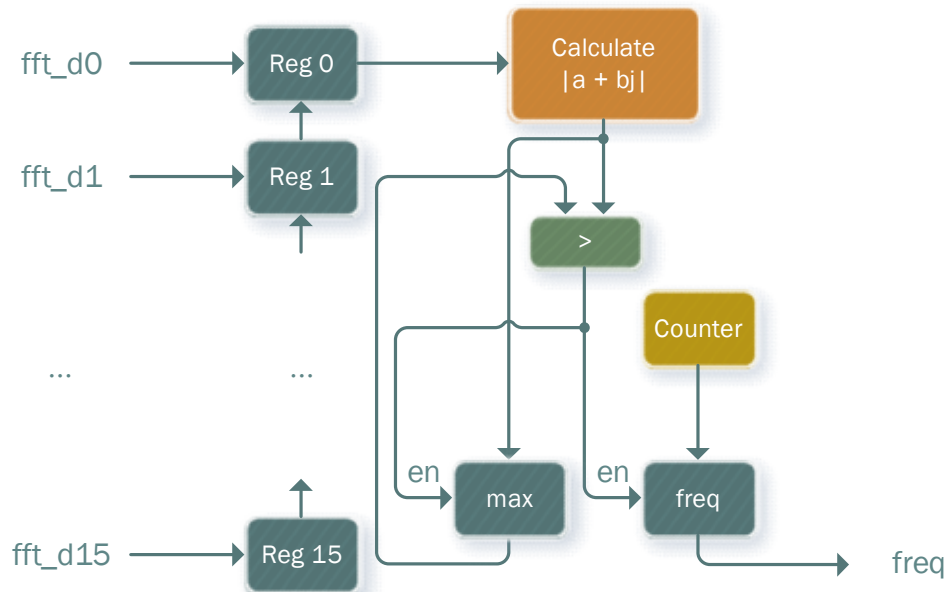 fft_d0
Reg 0
Calculate
|a + bj|
fft_d1
Reg 1
>
Counter
...
...
en
max
en
freq
fft_d15
Reg 15
freq